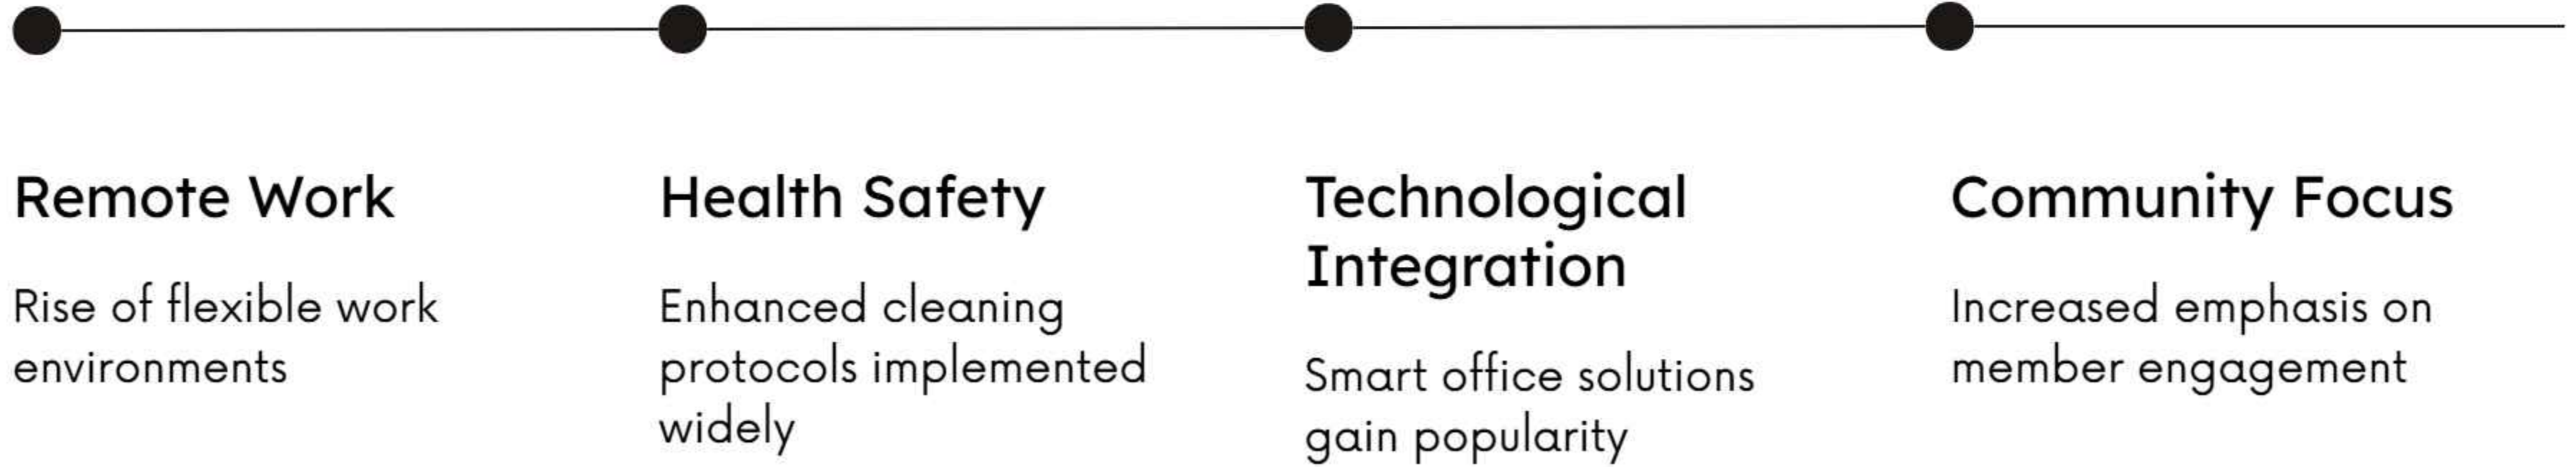 Remote Work
Rise of flexible work
environments
Health Safety
Enhanced cleaning
protocols implemented
widely
Technological
Integration
Smart office solutions
gain popularity
Community Focus
Increased emphasis on
member engagement